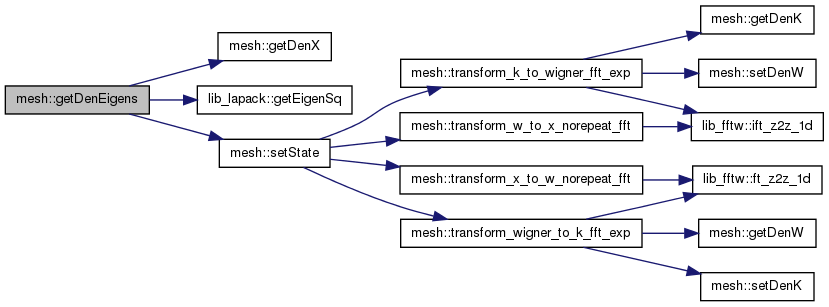 mesh::getDenEigens
mesh::getDenX
lib_lapack::getEigenSq
mesh::setState
mesh::transform_k_to_wigner_fft_exp
mesh::transform_w_to_x_norepeat_fft
mesh::transform_x_to_w_norepeat_fft
mesh::transform_wigner_to_k_fft_exp
mesh::getDenK
mesh::setDenW
lib_fftw::ift_z2z_1d
lib_fftw::ft_z2z_1d
mesh::getDenW
mesh::setDenK